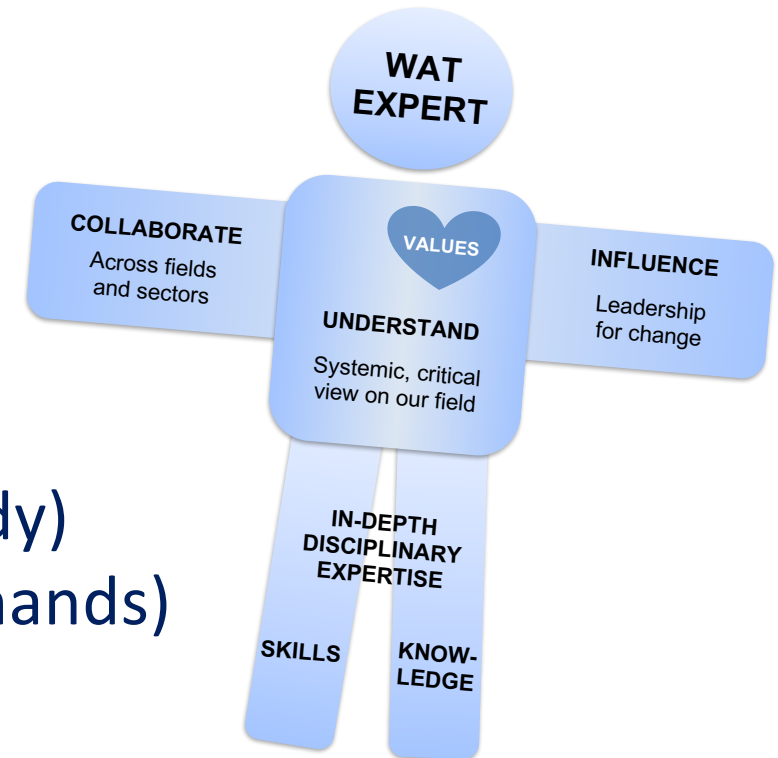 WAT
EXPERT
COLLABORATE
Across fields
and sectors
VALUES
UNDERSTAND
Systemic, critical
view on our field
INFLUENCE
Leadership
for change
dy)
hands)
IN-DEPTH
DISCIPLINARY
EXPERTISE
SKILLS
KNOW-
LEDGE